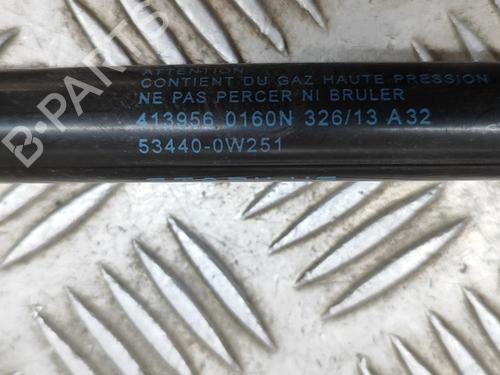 ATTENTION
CONTIENT DU GAZ HAUTE PRESSION
NE PAS PERCER NI BRULER
413956 0160N 326/13 A32
53440-0W251
B-PARTS